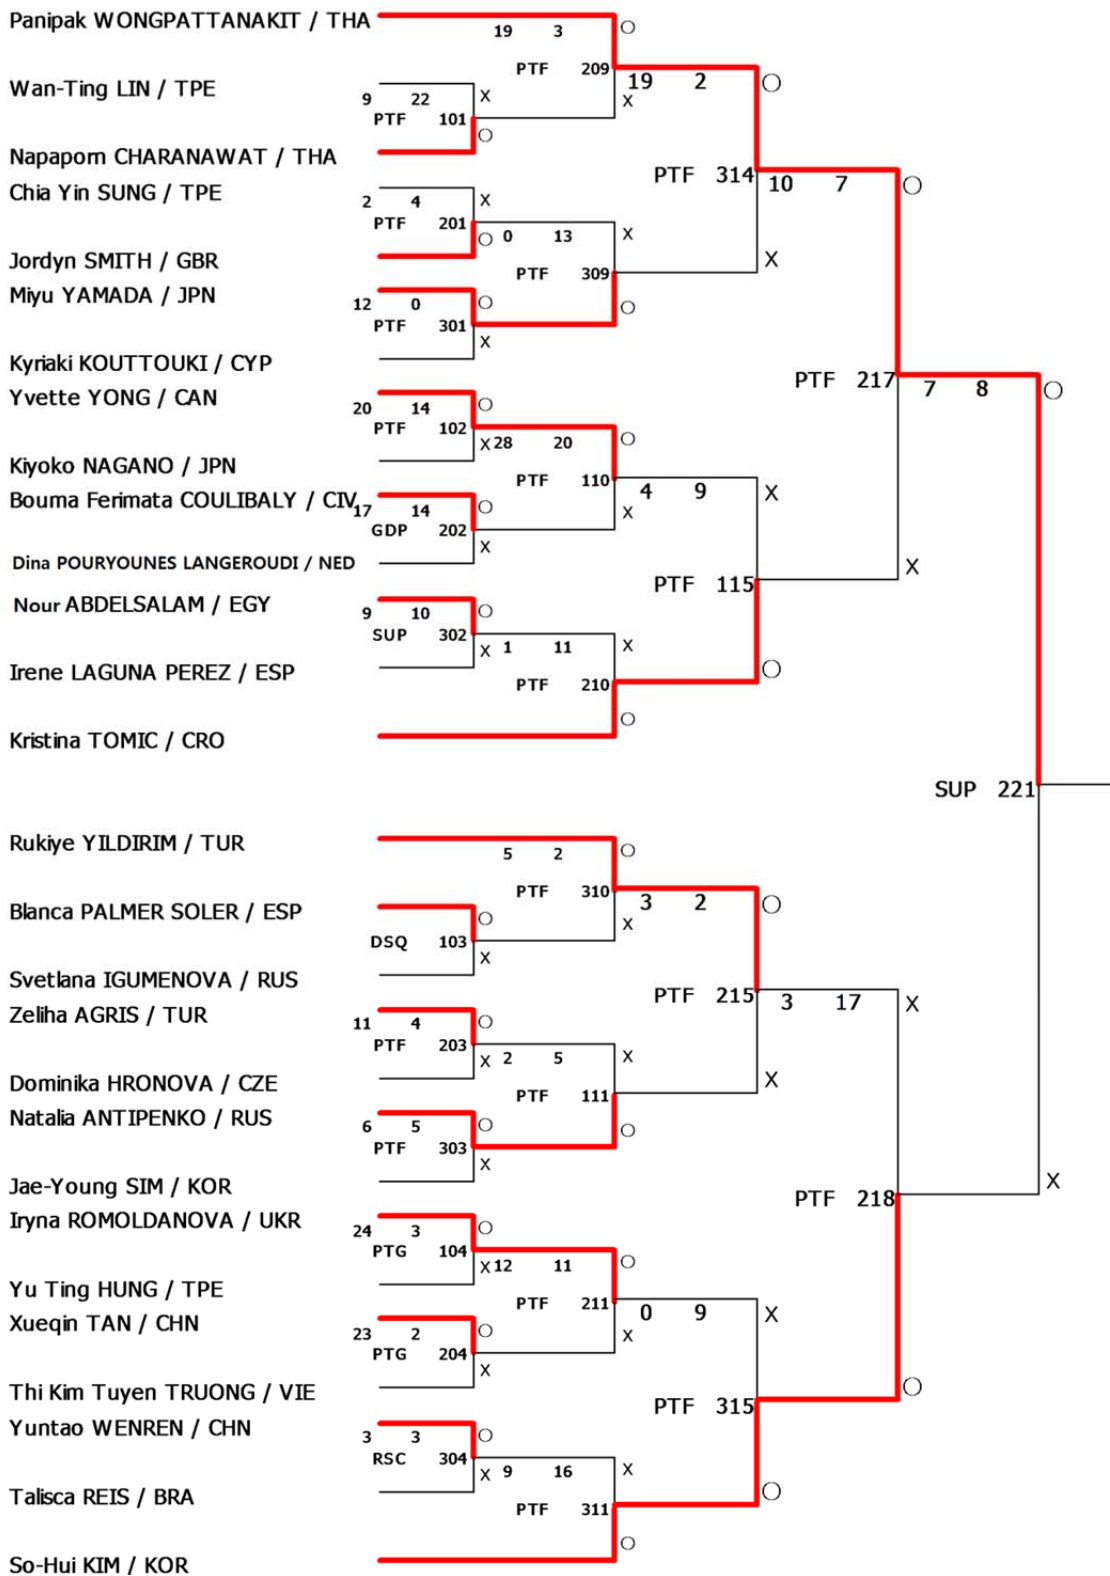 Panipak WONGPATTANAKIT / THA
19 3 O
PTF 209
19 2 O
Wan-Ting LIN / TPE
9 22 X
PTF 101
X
O
Napaporn CHARANAWAT / THA
PTF 314
10 7 O
Chia Yin SUNG / TPE
2 4 X
PTF 201
O 0 13 X
Jordyn SMITH / GBR
PTF 309
X
Miyu YAMADA / JPN
12 0 O
O
PTF 301
X
Kyriaki KOUTTOUKI / CYP
PTF 217
7 8 O
Yvette YONG / CAN
20 14 O
PTF 102
X 28 20 O
Kiyoko NAGANO / JPN
PTF 110
4 9 X
Bouma Ferimata COULIBALY / CIV
17 14 O
X
GDP 202
X
Dina POURYOUNES LANGEROUDI / NED
X
PTF 115
Nour ABDELSALAM / EGY
9 10 O
SUP 302
X 1 11 X
Irene LAGUNA PEREZ / ESP
O
PTF 210
O
Kristina TOMIC / CRO
SUP 221
Rukiye YILDIRIM / TUR
5 2 O
PTF 310
3 2 O
Blanca PALMER SOLER / ESP
O
X
DSQ 103
X
Svetlana IGUMENOVA / RUS
PTF 215
3 17 X
Zeliha AGRIS / TUR
11 4 O
PTF 203
X 2 5 X
Dominika HRONOVA / CZE
X
PTF 111
Natalia ANTIPENKO / RUS
6 5 O
O
PTF 303
X
Jae-Young SIM / KOR
X
PTF 218
Iryna ROMOLDANOVA / UKR
24 3 O
PTG 104
X 12 11 O
Yu Ting HUNG / TPE
PTF 211
0 9 X
Xueqin TAN / CHN
23 2 O
X
PTG 204
X
Thi Kim Tuyen TRUONG / VIE
O
PTF 315
Yuntao WENREN / CHN
3 3 O
RSC 304
X 9 16 X
Talisca REIS / BRA
O
PTF 311
O
So-Hui KIM / KOR